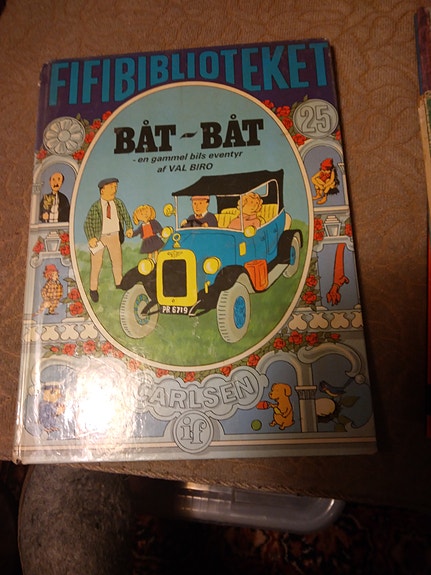 FIFIBIBLIOTEKET
25
BÅT-BÅT
- en gammel bils eventyr
af VAL BIRO
PR 6719
CARLSEN
if